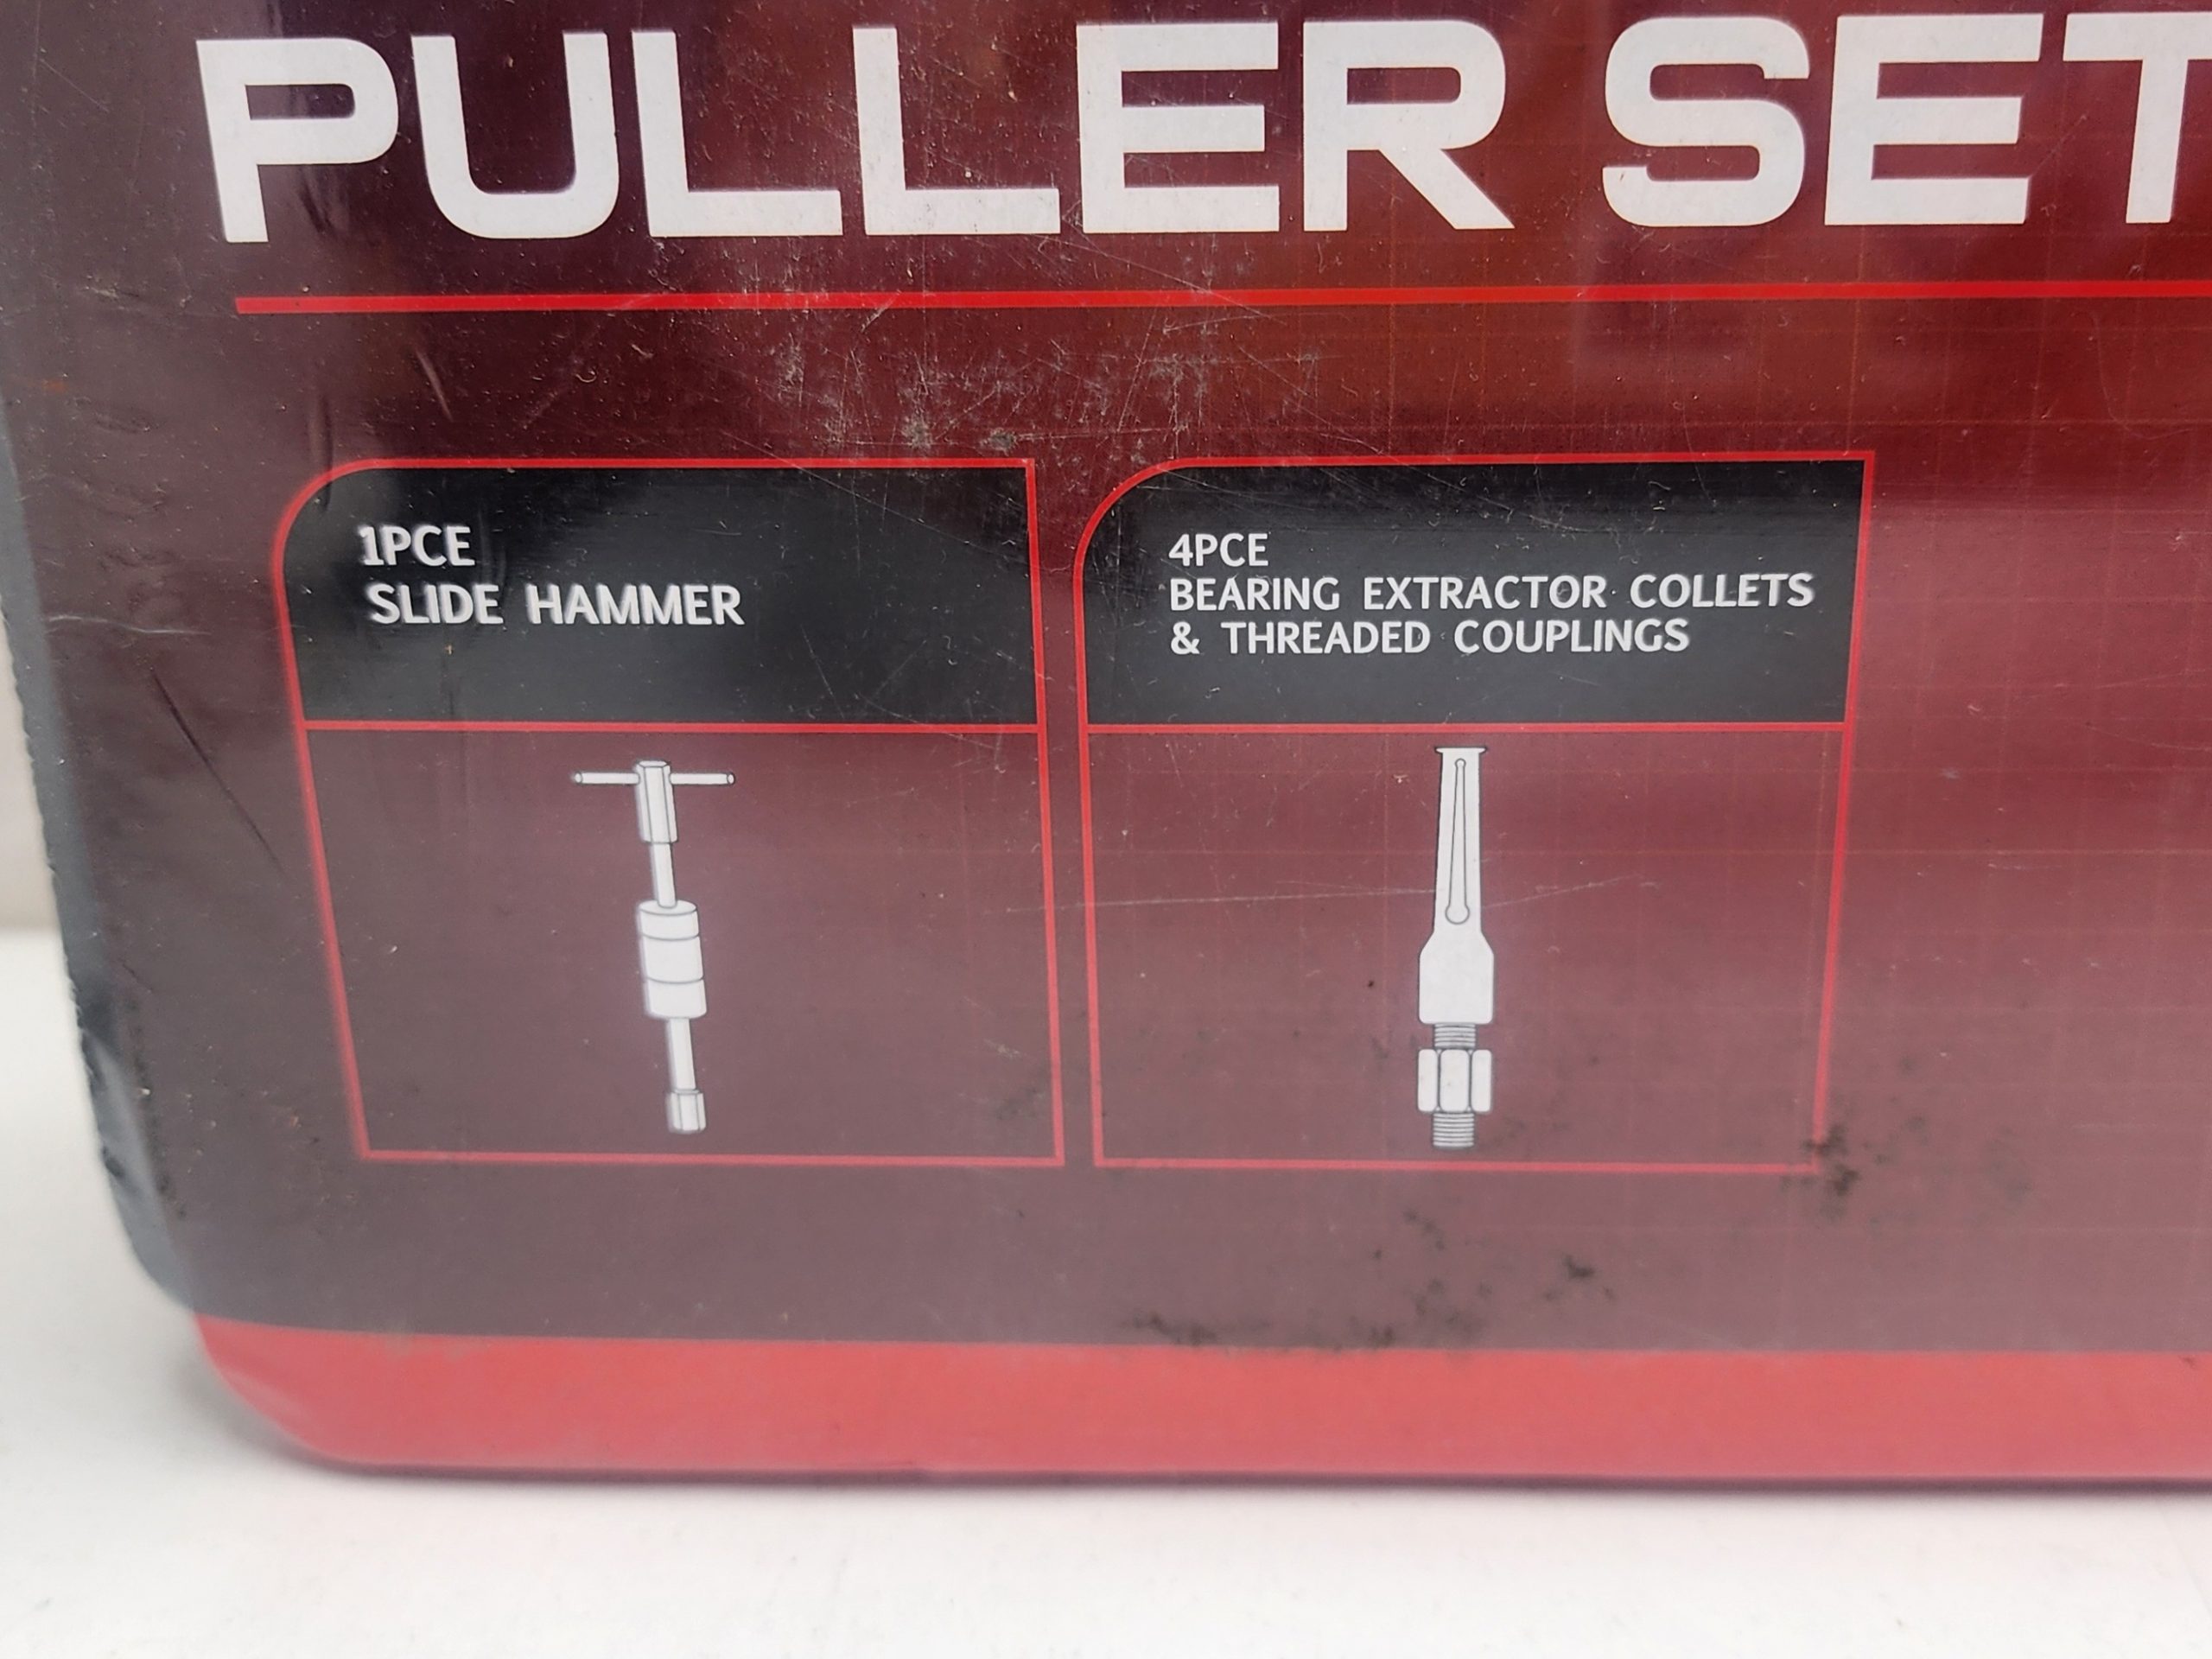 PULLER SET
1PCE
SLIDE HAMMER
4PCE
BEARING EXTRACTOR COLLETS
& THREADED COUPLINGS